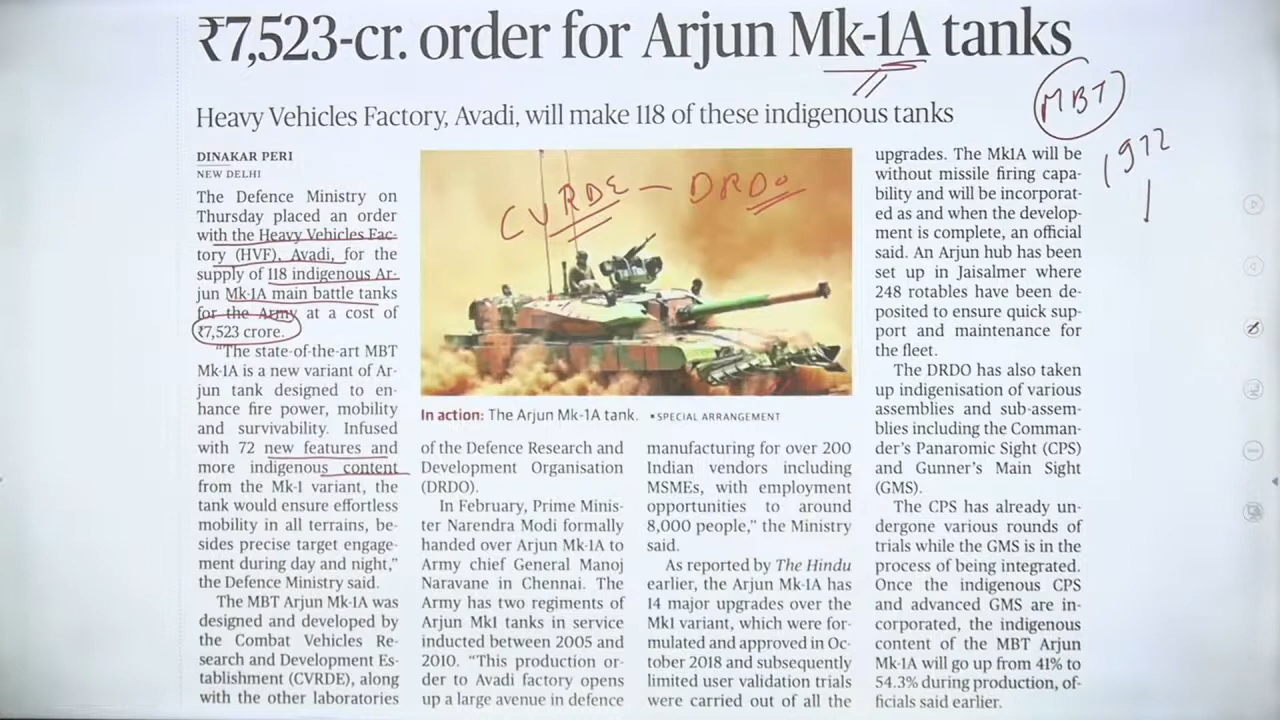 ₹7,523-cr. order for Arjun Mk-1A tanks
Heavy Vehicles Factory, Avadi, will make 118 of these indigenous tanks
MBT
1972
DINAKAR PERI
NEW DELHI
The Defence Ministry on
Thursday placed an order
with the Heavy Vehicles Fac-
tory (HVF), Avadi, for the
supply of 118 indigenous Ar-
jun Mk-1A main battle tanks
for the Army at a cost of
₹7,523 crore.
"The state-of-the-art MBT
Mk-1A is a new variant of Ar-
jun tank designed to en-
hance fire power, mobility
and survivability. Infused
with 72 new features and
more indigenous content
from the Mk-1 variant, the
tank would ensure effortless
mobility in all terrains, be-
sides precise target engage-
ment during day and night,"
the Defence Ministry said.
The MBT Arjun Mk-1A was
designed and developed by
the Combat Vehicles Re-
search and Development Es-
tablishment (CVRDE), along
with the other laboratories
CVRDE - DRDO
In action: The Arjun Mk-1A tank. •SPECIAL ARRANGEMENT
of the Defence Research and
Development Organisation
(DRDO).
In February, Prime Minis-
ter Narendra Modi formally
handed over Arjun Mk-1A to
Army chief General Manoj
Naravane in Chennai. The
Army has two regiments of
Arjun Mk1 tanks in service
inducted between 2005 and
2010. "This production or-
der to Avadi factory opens
up a large avenue in defence
manufacturing for over 200
Indian vendors including
MSMEs, with employment
opportunities to around
8,000 people," the Ministry
said.
As reported by The Hindu
earlier, the Arjun Mk-1A has
14 major upgrades over the
Mk1 variant, which were for-
mulated and approved in Oc-
tober 2018 and subsequently
limited user validation trials
were carried out of all the
upgrades. The Mk1A will be
without missile firing capa-
bility and will be incorporat-
ed as and when the develop-
ment is complete, an official
said. An Arjun hub has been
set up in Jaisalmer where
248 rotables have been de-
posited to ensure quick sup-
port and maintenance for
the fleet.
The DRDO has also taken
up indigenisation of various
assemblies and sub-assem-
blies including the Comman-
der's Panaromic Sight (CPS)
and Gunner's Main Sight
(GMS).
The CPS has already un-
dergone various rounds of
trials while the GMS is in the
process of being integrated.
Once the indigenous CPS
and advanced GMS are in-
corporated, the indigenous
content of the MBT Arjun
Mk-1A will go up from 41% to
54.3% during production, of-
ficials said earlier.